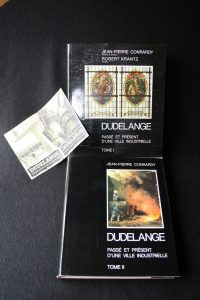 JEAN-PIERRE CONRARDY
ROBERT KRANTZ
DUDELANGE
PASSÉ ET PRÉSENT
D'UNE VILLE INDUSTRIELLE
TOME I
DUDELANGE
JEAN-PIERRE CONRARDY
DUDELANGE
PASSÉ ET PRÉSENT
D'UNE VILLE INDUSTRIELLE
TOME II